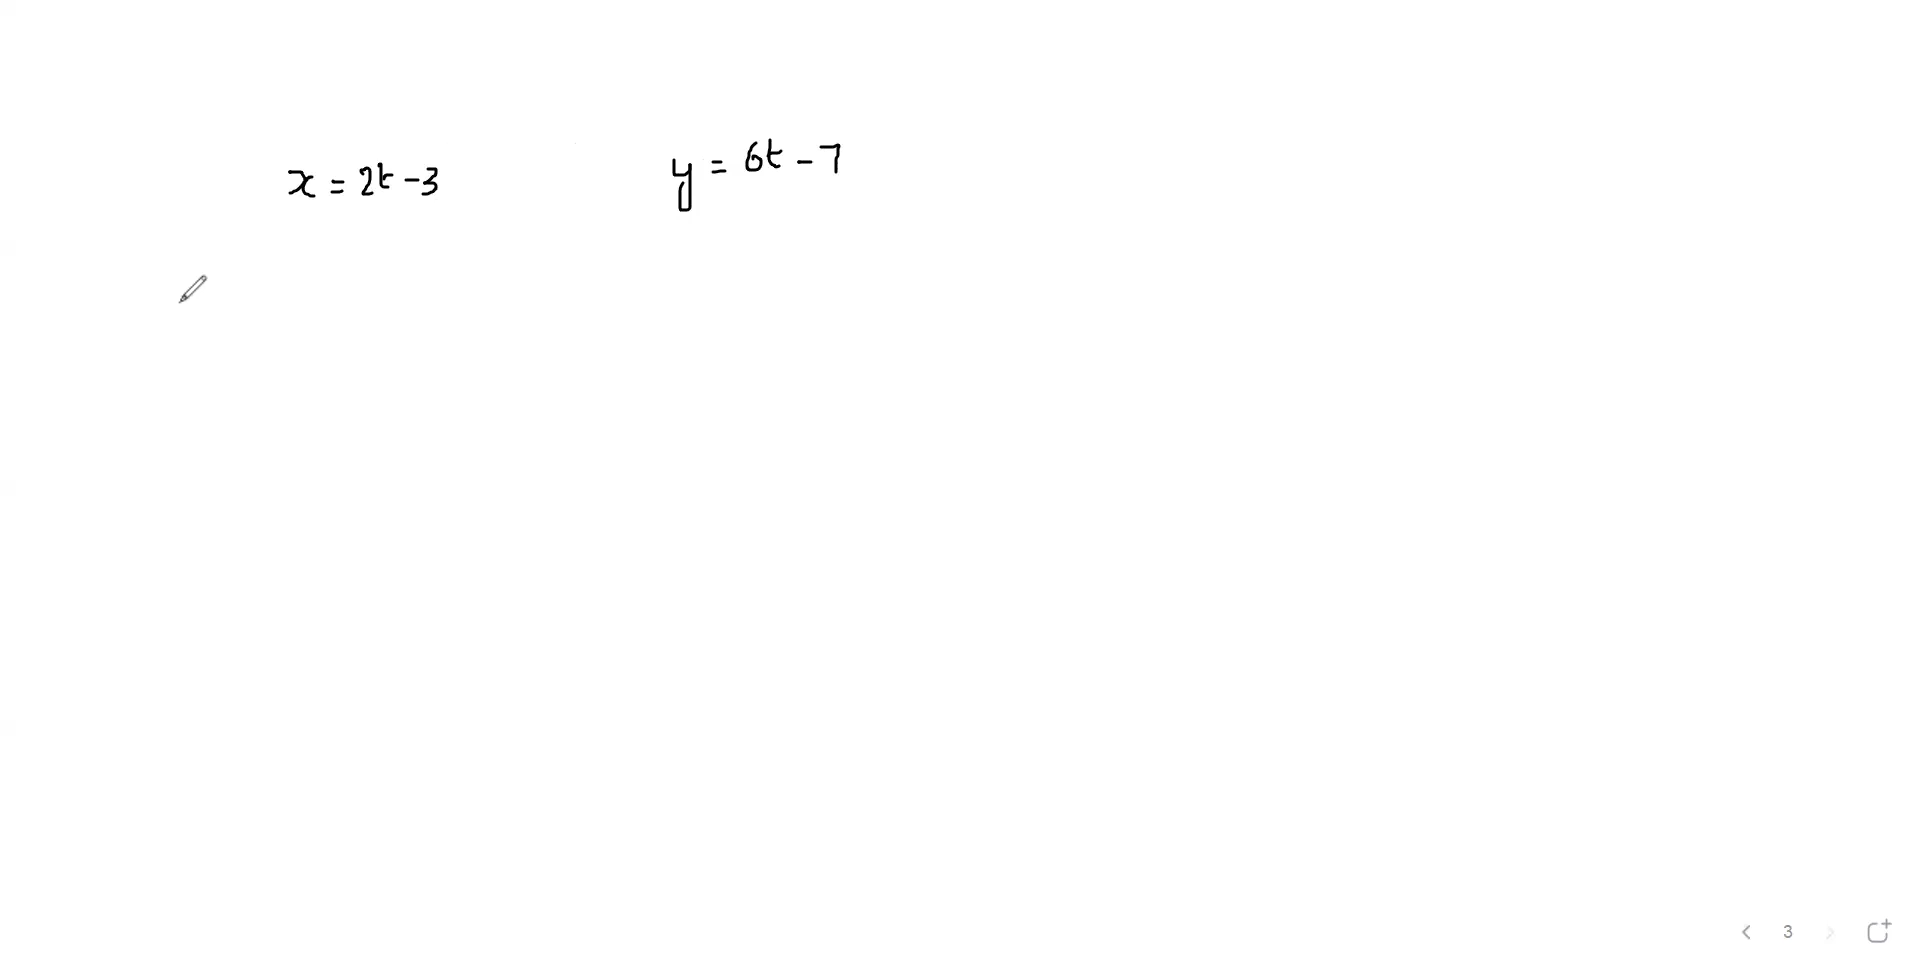 x = 2t - 3 y = 6t - 7
3